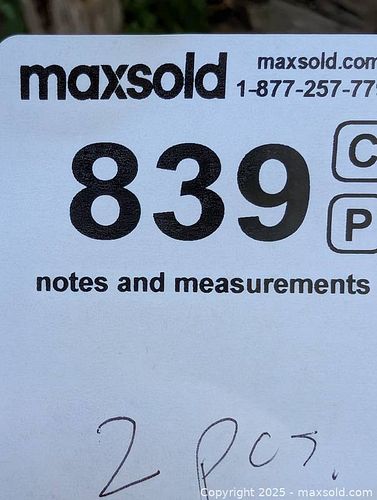 maxsold maxsold.com
1-877-257-77
839
C
P
notes and measurements
2 pcs.
Copyright © 2025 - maxsold.com